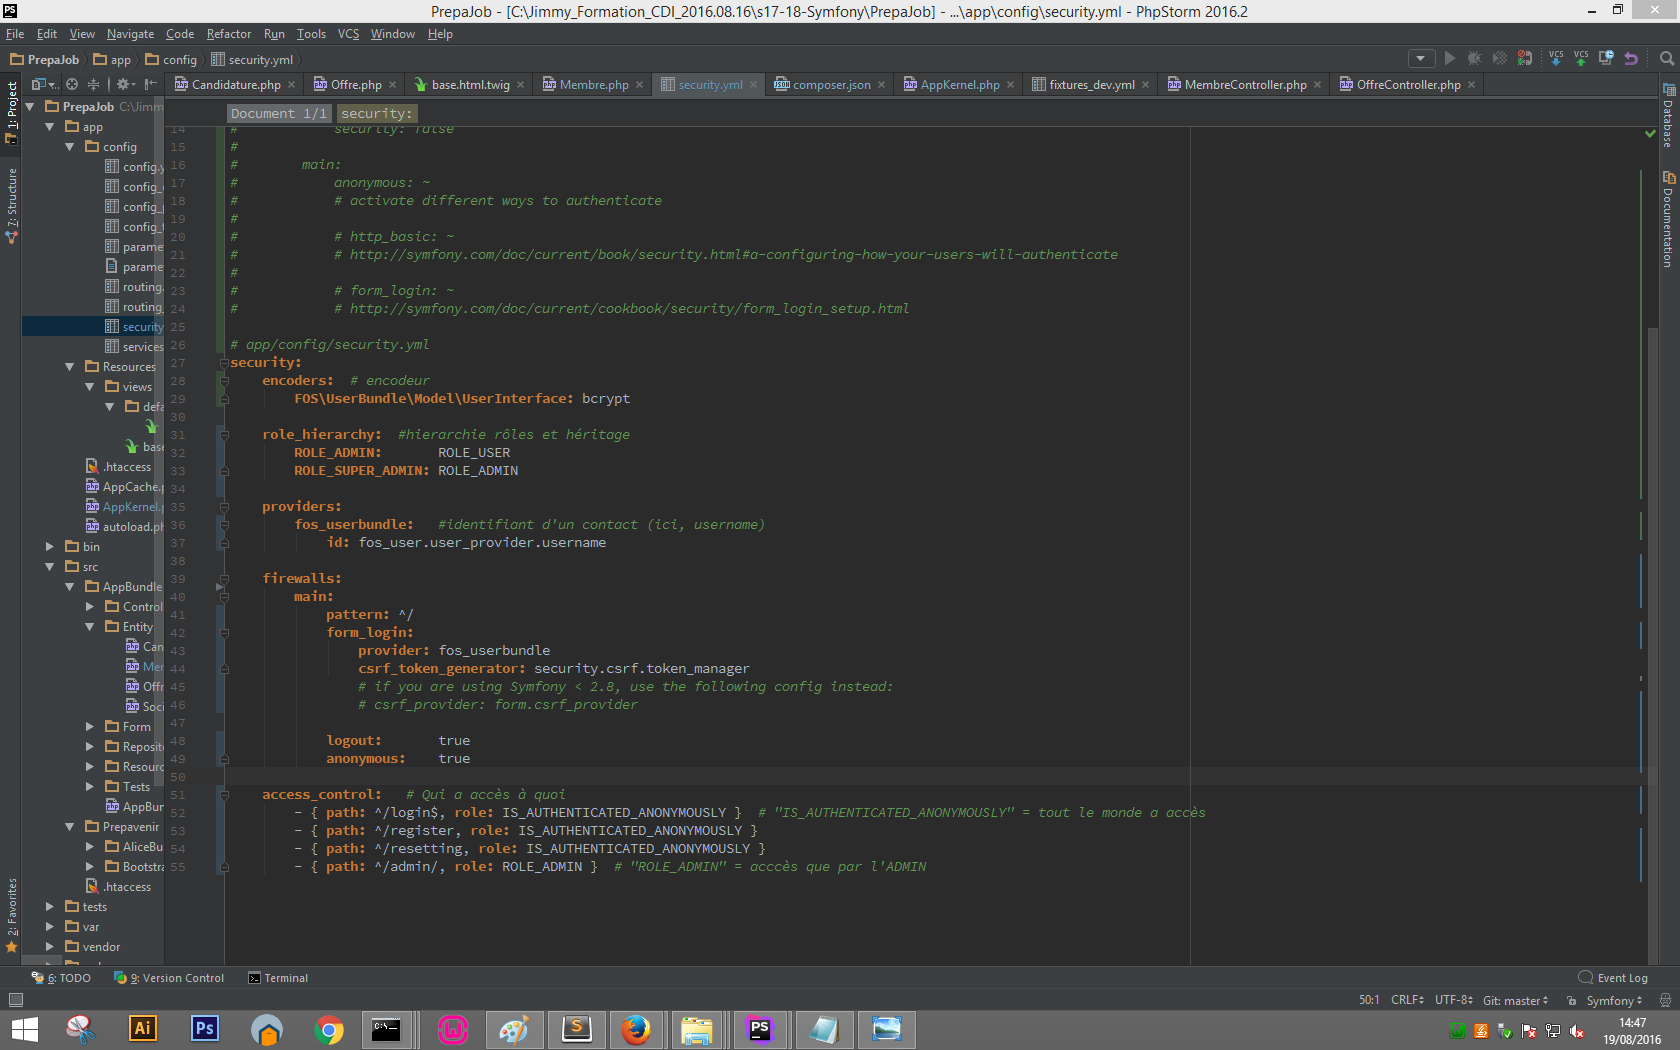 PrepaJob - [C:\Jimmy_Formation_CDI_2016.08.16\s17-18-Symfony\PrepaJob] - ...\app\config\security.yml - PhpStorm 2016.2
File Edit View Navigate Code Refactor Run Tools VCS Window Help
PrepaJob app config security.yml
Candidature.php Offre.php base.html.twig Membre.php security.yml composer.json AppKernel.php fixtures_dev.yml MembreController.php OffreController.php
Document 1/1 security:
1: Project
7: Structure
2: Favorites
PrepaJob C:\Jimm
app
config
config.y
config_
config_
config_
parame
parame
routing.
routing_
security
services
Resources
views
defa
base
.htaccess
AppCache.p
AppKernel.
autoload.ph
bin
src
AppBundle
Control
Entity
Can
Mer
Offr
Soci
Form
Reposit
Resourc
Tests
AppBun
Prepavenir
AliceBu
Bootstra
.htaccess
tests
var
vendor
14 # security: false
15 #
16 # main:
17 # anonymous: ~
18 # # activate different ways to authenticate
19 #
20 # # http_basic: ~
21 # # http://symfony.com/doc/current/book/security.html#a-configuring-how-your-users-will-authenticate
22 #
23 # # form_login: ~
24 # # http://symfony.com/doc/current/cookbook/security/form_login_setup.html
25
26 # app/config/security.yml
27 security:
28 encoders: # encodeur
29 FOS\UserBundle\Model\UserInterface: bcrypt
30
31 role_hierarchy: #hierarchie rôles et héritage
32 ROLE_ADMIN: ROLE_USER
33 ROLE_SUPER_ADMIN: ROLE_ADMIN
34
35 providers:
36 fos_userbundle: #identifiant d'un contact (ici, username)
37 id: fos_user.user_provider.username
38
39 firewalls:
40 main:
41 pattern: ^/
42 form_login:
43 provider: fos_userbundle
44 csrf_token_generator: security.csrf.token_manager
45 # if you are using Symfony < 2.8, use the following config instead:
46 # csrf_provider: form.csrf_provider
47
48 logout: true
49 anonymous: true
50
51 access_control: # Qui a accès à quoi
52 - { path: ^/login$, role: IS_AUTHENTICATED_ANONYMOUSLY } # "IS_AUTHENTICATED_ANONYMOUSLY" = tout le monde a accès
53 - { path: ^/register, role: IS_AUTHENTICATED_ANONYMOUSLY }
54 - { path: ^/resetting, role: IS_AUTHENTICATED_ANONYMOUSLY }
55 - { path: ^/admin/, role: ROLE_ADMIN } # "ROLE_ADMIN" = acccès que par l'ADMIN
Database
Documentation
6: TODO 9: Version Control Terminal Event Log
50:1 CRLF UTF-8 Git: master Symfony
14:47
19/08/2016